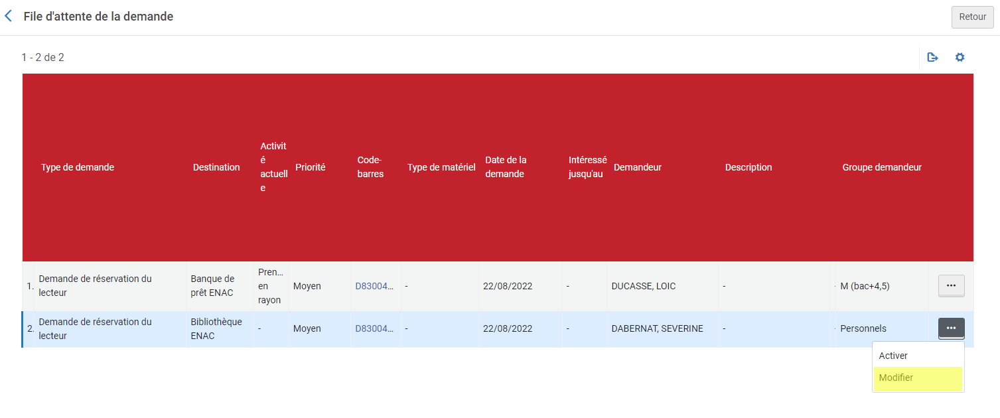 File d'attente de la demande
Retour
1 - 2 de 2
Type de demande
Destination
Activit
é
actuell
e
Priorité
Code-
barres
Type de matériel
Date de la
demande
Intéressé
jusqu'au
Demandeur
Description
Groupe demandeur
1.
Demande de réservation du
lecteur
Banque de
prêt ENAC
Pren...
en
rayon
Moyen
D83004...
-
22/08/2022
-
DUCASSE, LOIC
-
-
M (bac+4,5)
2.
Demande de réservation du
lecteur
Bibliothèque
ENAC
-
Moyen
D83004...
-
22/08/2022
-
DABERNAT, SEVERINE
-
-
Personnels
Activer
Modifier